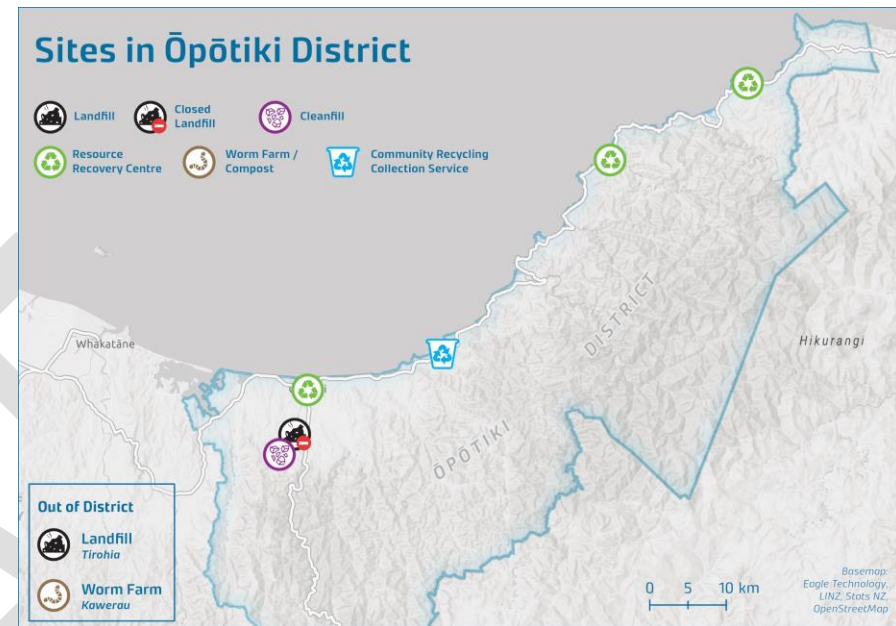 Sites in Ōpōtiki District
Landfill
Closed
Landfill
Cleanfill
Resource
Recovery Centre
Worm Farm /
Compost
Community Recycling
Collection Service
Whakatāne
Hikurangi
ŌPŌTIKI DISTRICT
Out of District
Landfill
Tirohia
Worm Farm
Kawerau
0 5 10 km
Basemap:
Eagle Technology,
LINZ, Stats NZ,
OpenStreetMap